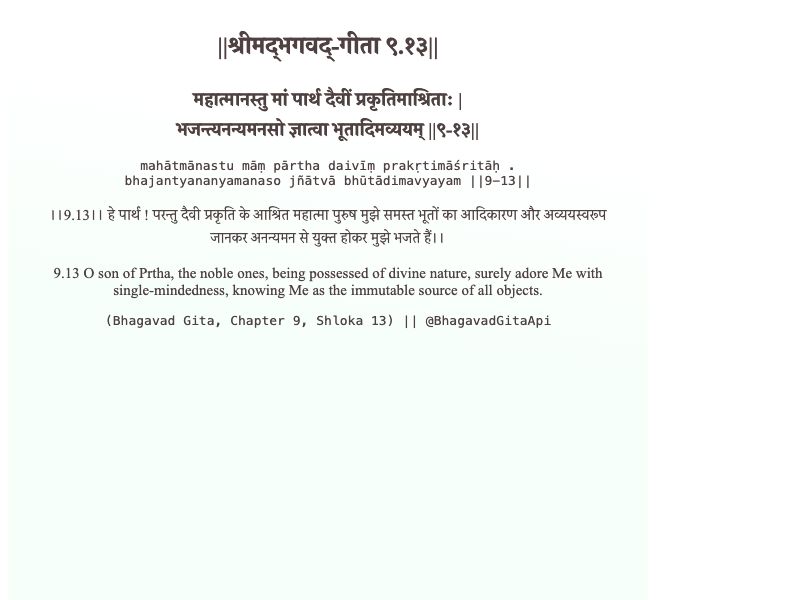 ||श्रीमद्‍भगवद्‍-गीता ९.१३||
महात्मानस्तु मां पार्थ दैवीं प्रकृतिमाश्रिताः |
भजन्त्यनन्यमनसो ज्ञात्वा भूतादिमव्ययम् ||९-१३||
mahātmānastu māṃ pārtha daivīṃ prakṛtimāśritāḥ .
bhajantyananyamanaso jñātvā bhūtādimavyayam ||9-13||
।।9.13।। हे पार्थ ! परन्तु दैवी प्रकृति के आश्रित महात्मा पुरुष मुझे समस्त भूतों का आदिकारण और अव्ययस्वरूप
जानकर अनन्यमन से युक्त होकर मुझे भजते हैं।।
9.13 O son of Prtha, the noble ones, being possessed of divine nature, surely adore Me with
single-mindedness, knowing Me as the immutable source of all objects.
(Bhagavad Gita, Chapter 9, Shloka 13) || @BhagavadGitaApi